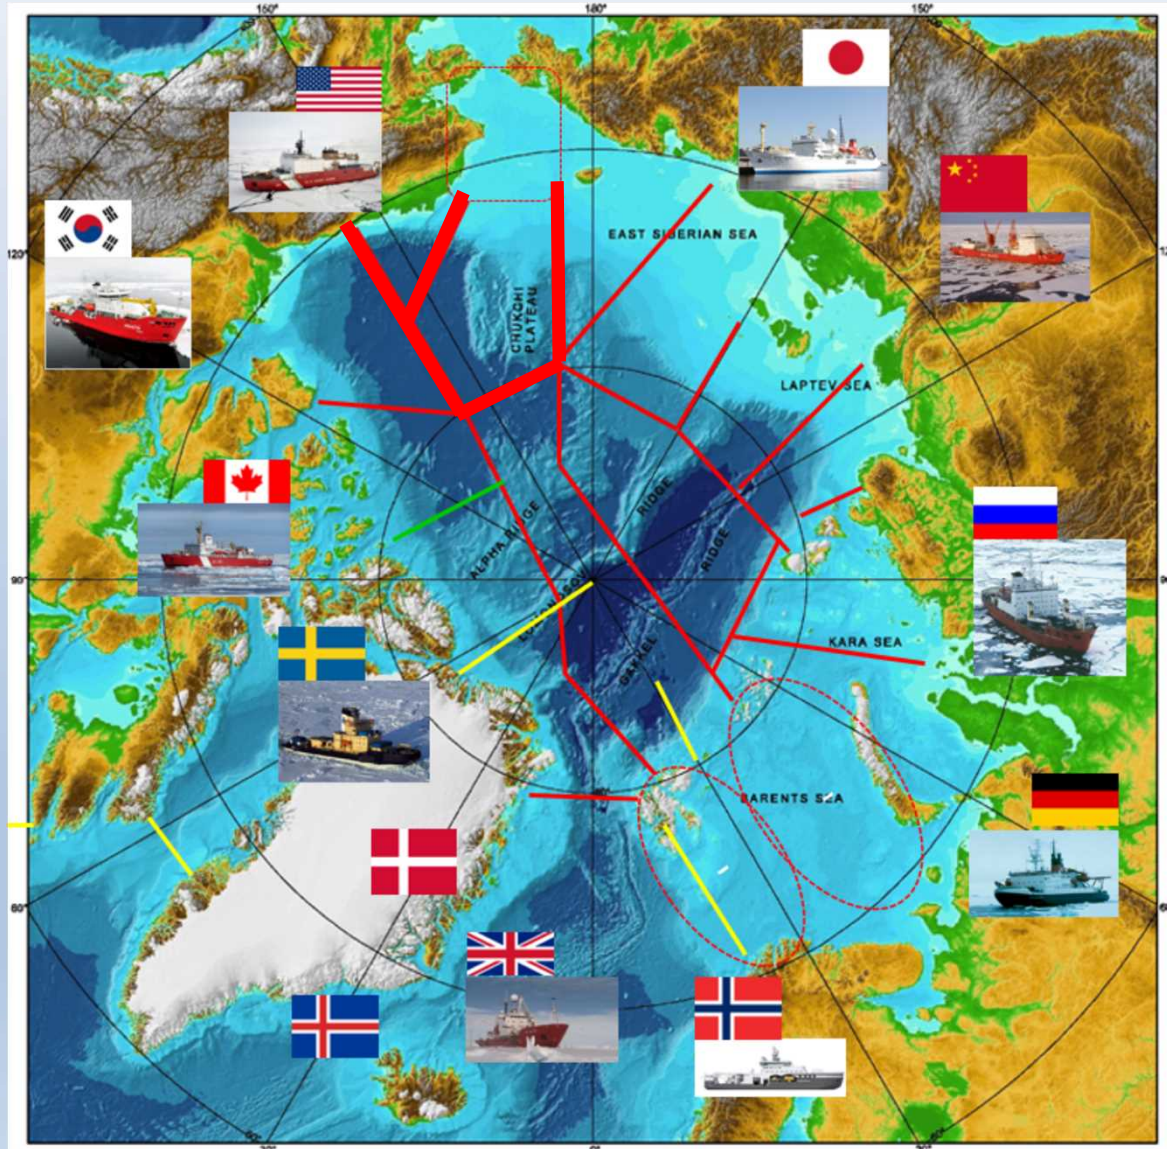 150°
180°
150°
120°
EAST SIBERIAN SEA
CHUKCHI
PLATEAU
LAPTEV SEA
RIDGE
ALPHA RIDGE
RIDGE
90°
GAKKEL
KARA SEA
BARENTS SEA
60°